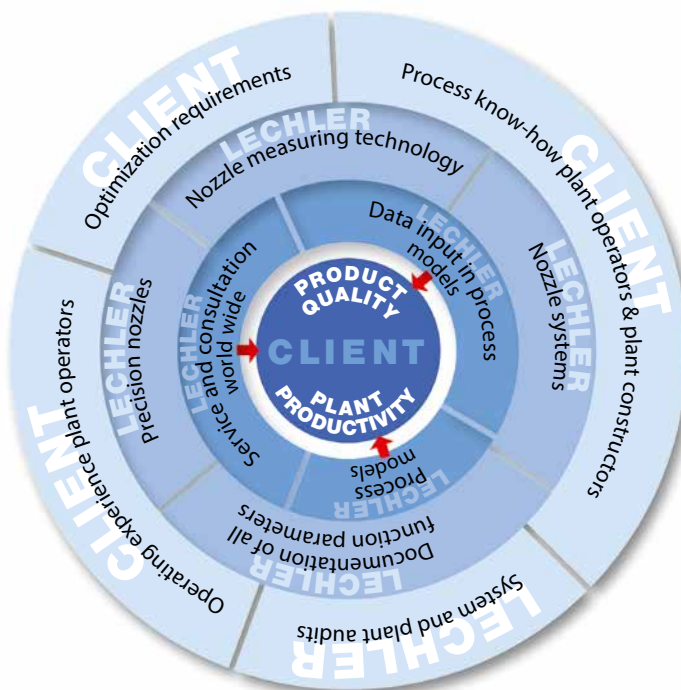 CLIENT
Optimization requirements
CLIENT
Process know-how plant operators & plant constructors
LECHLER
System and plant audits
CLIENT
Operating experience plant operators
LECHLER
Nozzle measuring technology
LECHLER
Nozzle systems
LECHLER
Documentation of all
function parameters
LECHLER
Precision nozzles
LECHLER
Data input in process
models
LECHLER
process
models
LECHLER
Service and consultation
world wide
PRODUCT
QUALITY
CLIENT
PLANT
PRODUCTIVITY